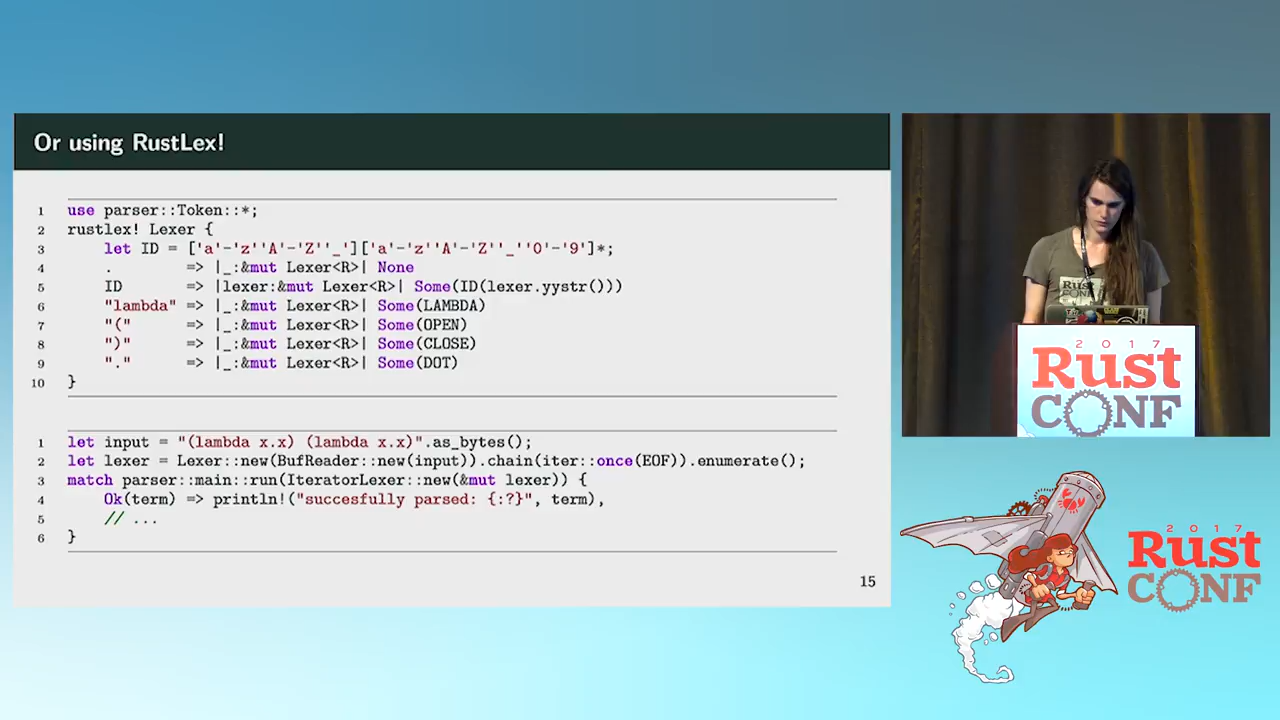 Or using RustLex!
1 use parser::Token::*;
2 rustlex! Lexer {
3 let ID = ['a'-'z''A'-'Z''_']['a'-'z''A'-'Z''_''0'-'9']*;
4 . => |_:&mut Lexer<R>| None
5 ID => |lexer:&mut Lexer<R>| Some(ID(lexer.yystr()))
6 "lambda" => |_:&mut Lexer<R>| Some(LAMBDA)
7 "(" => |_:&mut Lexer<R>| Some(OPEN)
8 ")" => |_:&mut Lexer<R>| Some(CLOSE)
9 "." => |_:&mut Lexer<R>| Some(DOT)
10 }
1 let input = "(lambda x.x) (lambda x.x)".as_bytes();
2 let lexer = Lexer::new(BufReader::new(input)).chain(iter::once(EOF)).enumerate();
3 match parser::main::run(IteratorLexer::new(&mut lexer)) {
4 Ok(term) => println!("succesfully parsed: {:?}", term),
5 // ...
6 }
15
2017
Rust
CONF
2017
Rust
CONF